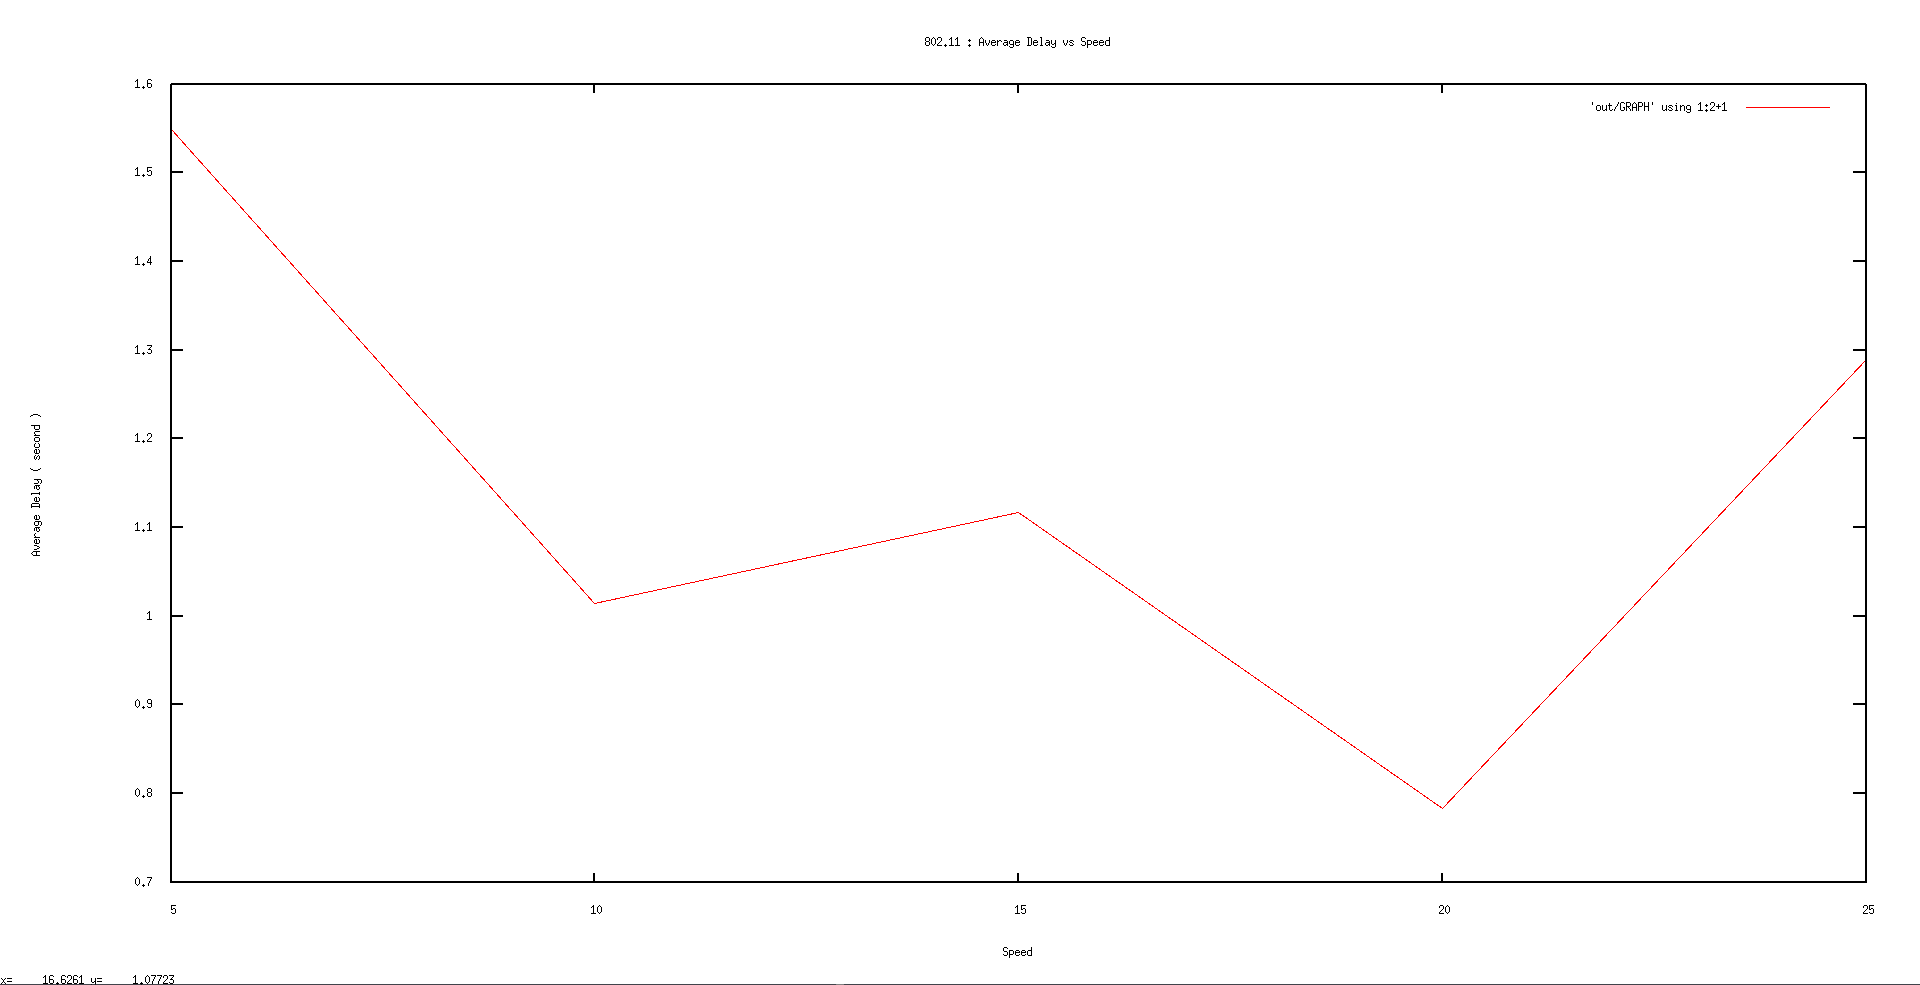 802.11 : Average Delay vs Speed
'out/GRAPH' using 1:2+1
1.6
1.5
1.4
1.3
1.2
1.1
1
0.9
0.8
0.7
Average Delay ( second )
5 10 15 20 25
Speed
x= 16.6261 y= 1.07723